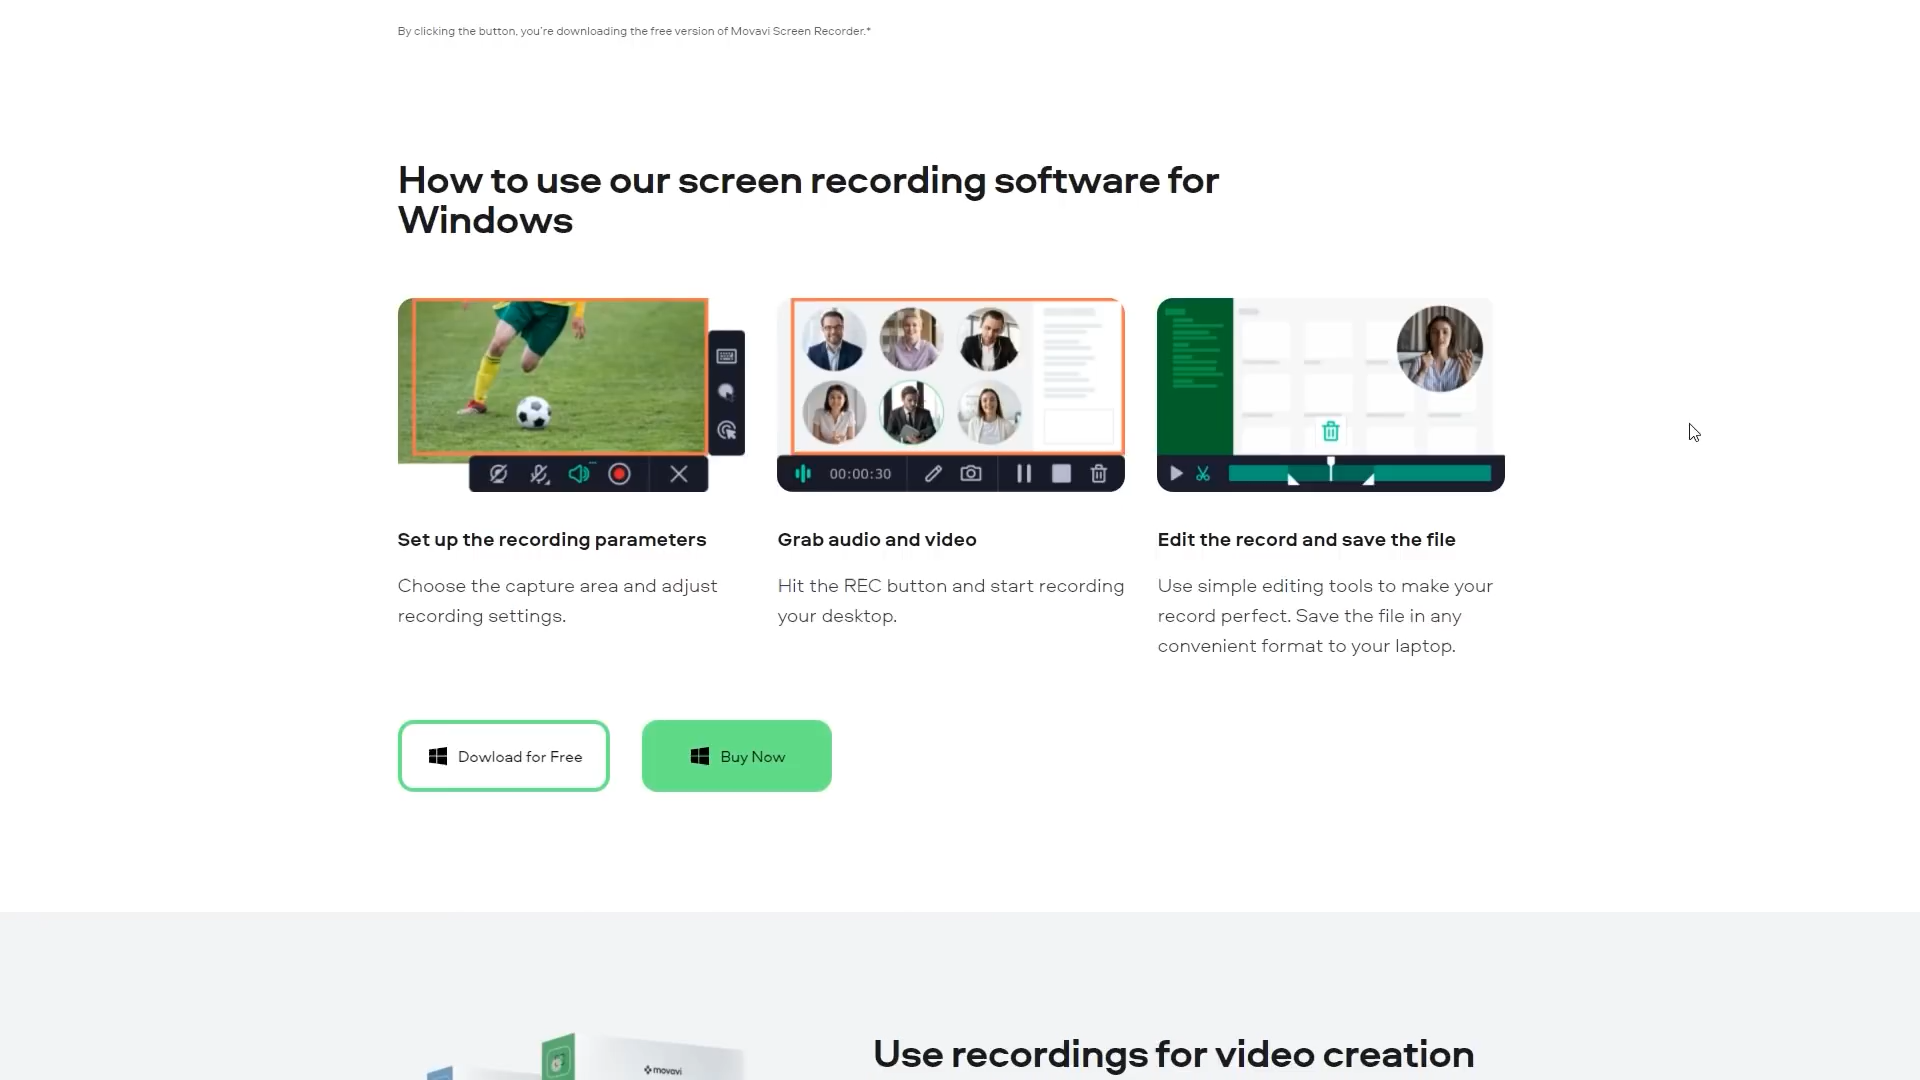 By clicking the button, you're downloading the free version of Movavi Screen Recorder.*
How to use our screen recording software for
Windows
00:00:30
Set up the recording parameters
Choose the capture area and adjust
recording settings.
Grab audio and video
Hit the REC button and start recording
your desktop.
Edit the record and save the file
Use simple editing tools to make your
record perfect. Save the file in any
convenient format to your laptop.
Dowload for Free
Buy Now
Use recordings for video creation
movavi